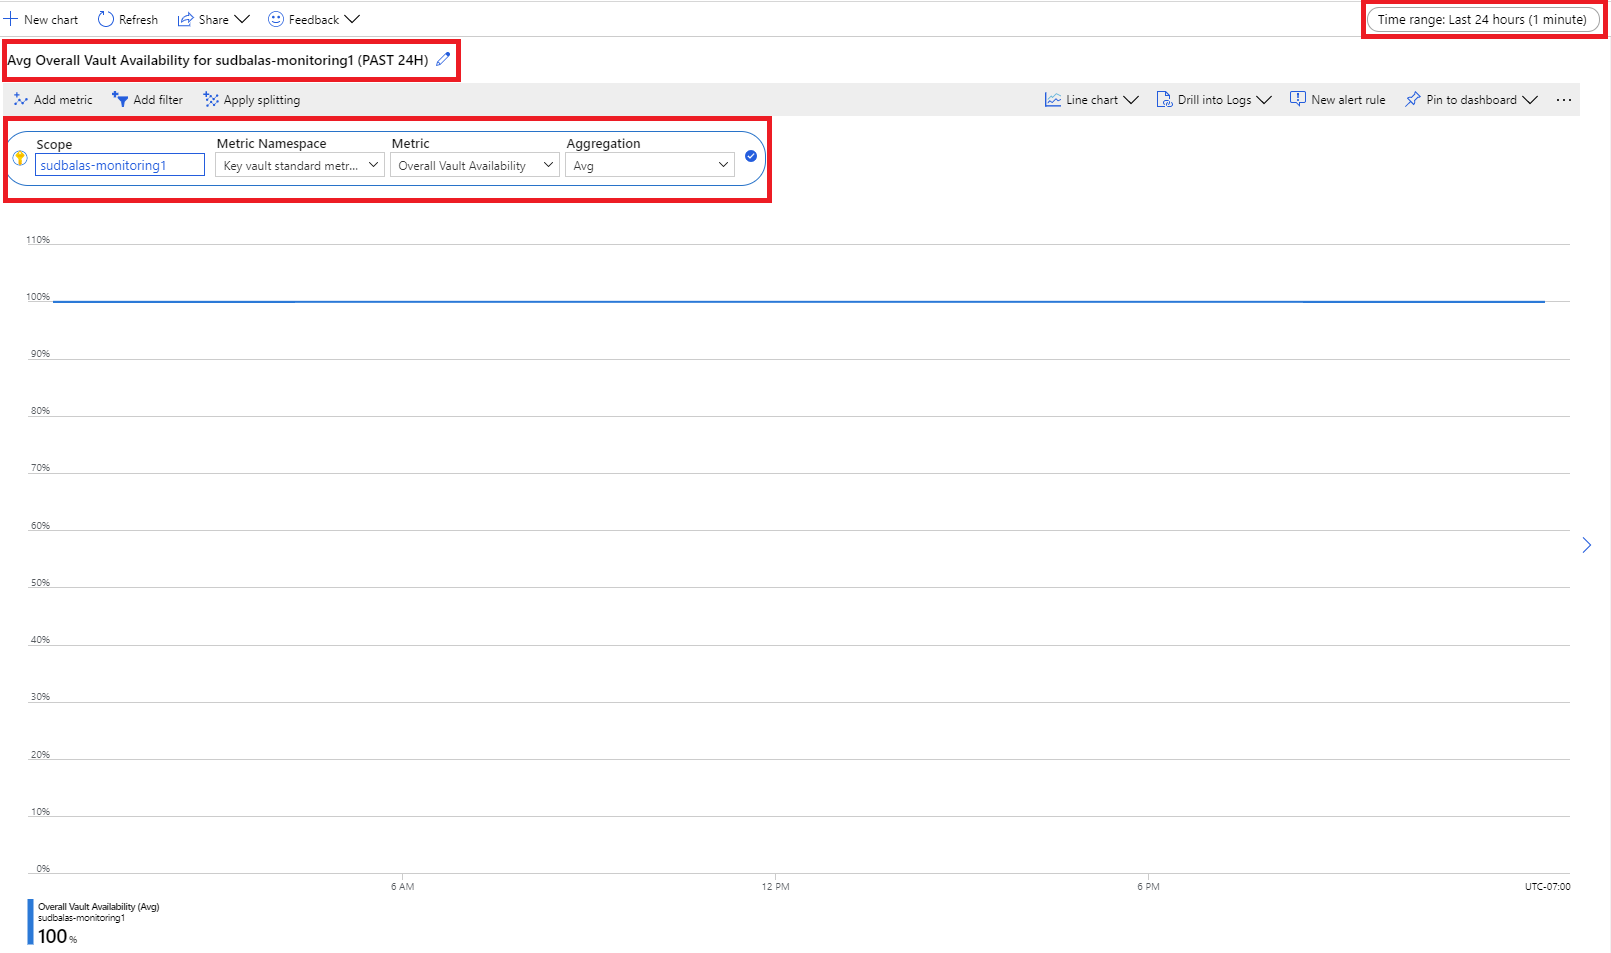 New chart Refresh Share Feedback Time range: Last 24 hours (1 minute)
Avg Overall Vault Availability for sudbalas-monitoring1 (PAST 24H)
Add metric Add filter Apply splitting Line chart Drill into Logs New alert rule Pin to dashboard ...
Scope Metric Namespace Metric Aggregation
sudbalas-monitoring1 Key vault standard metr... Overall Vault Availability Avg
110%
100%
90%
80%
70%
60%
50%
40%
30%
20%
10%
0%
6 AM 12 PM 6 PM UTC-07:00
Overall Vault Availability (Avg)
sudbalas-monitoring1
100 %